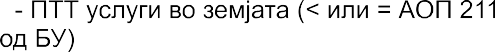 - ПТТ услуги во земјата (< или = АОП 211
од БУ)